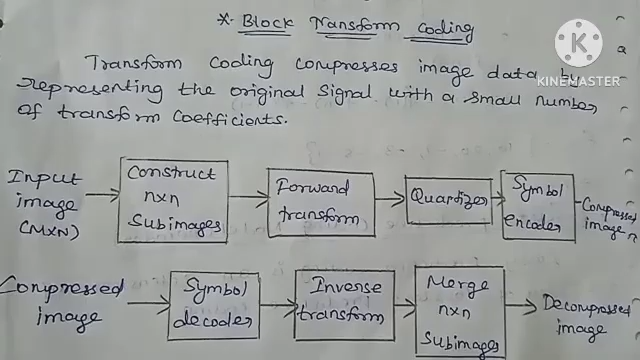 *. Block Transform Coding
Transform coding compresses image data b
representing the original signal with a small number
of transform coefficients.
Input
image
(MXN)
Construct
nxn
Subimages
Forward
transform
Quantizer
Symbol
encoder
Compressed
image
Compressed
image
Symbol
decoder
Inverse
transform
Merge
nxn
Subimages
Decompressed
image
K
KINEMASTER